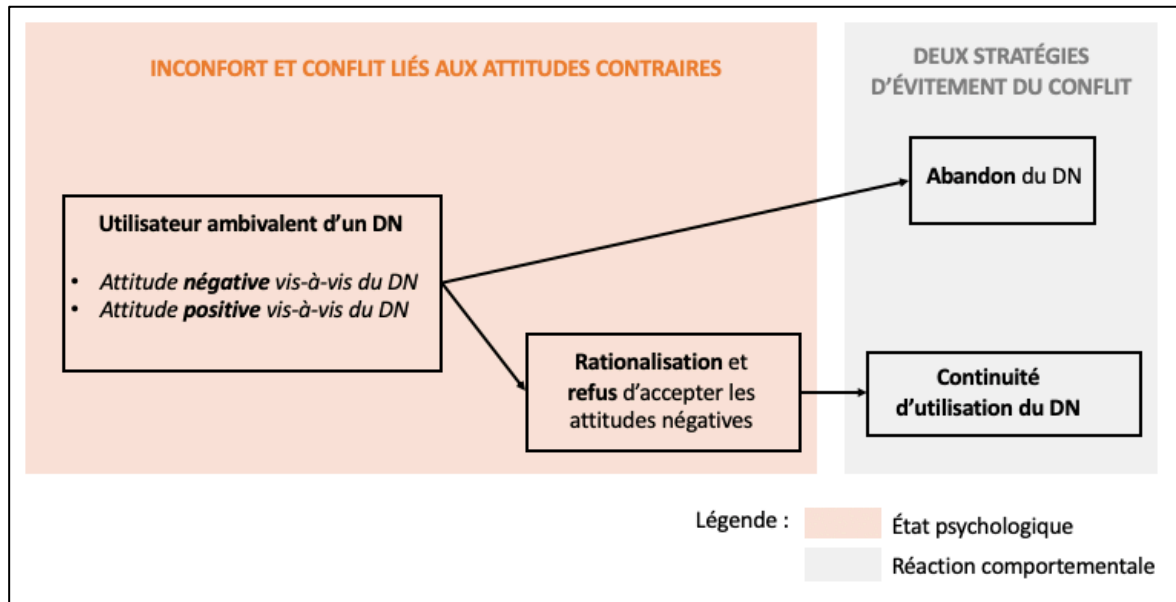 INCONFORT ET CONFLIT LIÉS AUX ATTITUDES CONTRAIRES
DEUX STRATÉGIES
D’ÉVITEMENT DU CONFLIT
Abandon du DN
Utilisateur ambivalent d’un DN
• Attitude négative vis-à-vis du DN
• Attitude positive vis-à-vis du DN
Rationalisation et
refus d’accepter les
attitudes négatives
Continuité
d’utilisation du DN
Légende :
État psychologique
Réaction comportementale